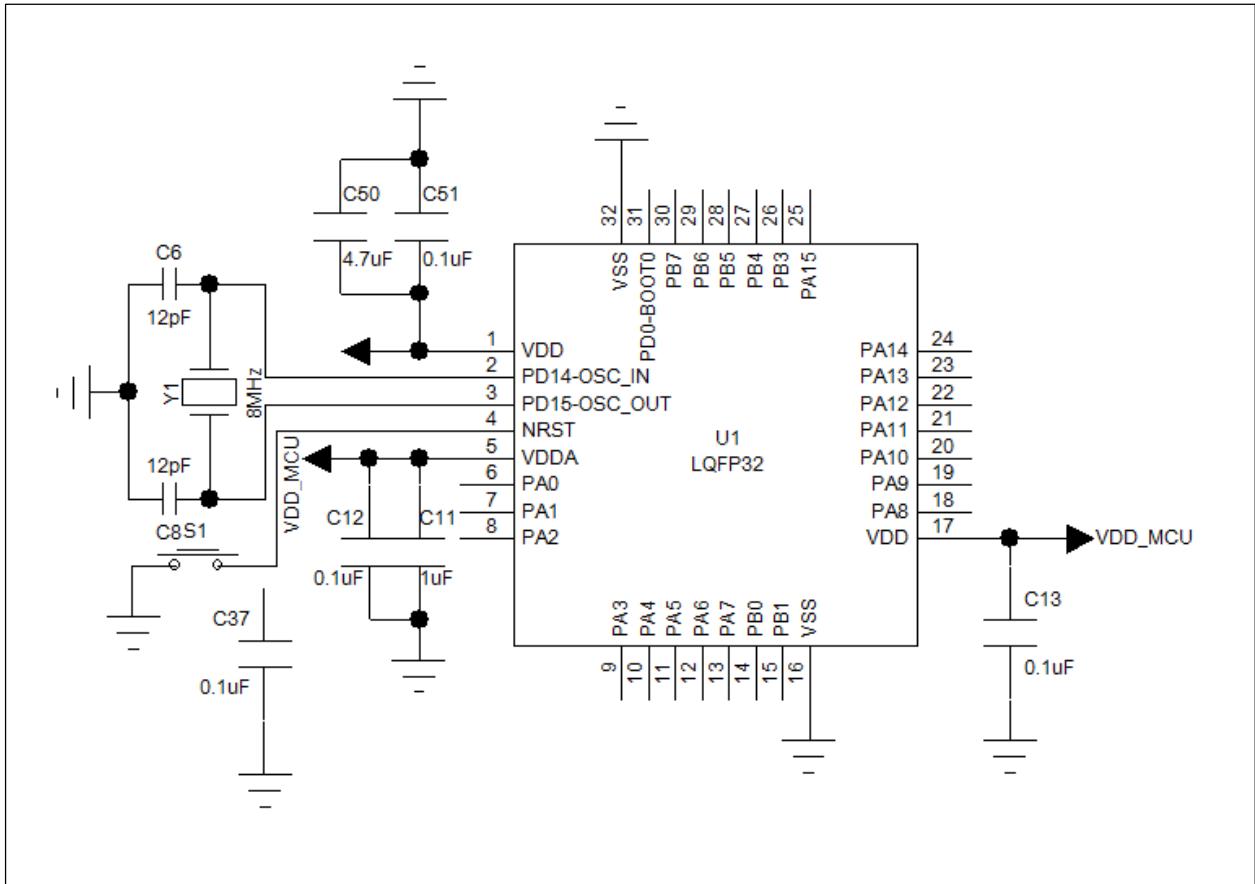 C50
4.7uF
C51
0.1uF
C6
12pF
Y1
8MHz
12pF
C8
S1
C37
0.1uF
VDD_MCU
C12
0.1uF
C11
1uF
1
VDD
2
PD14-OSC_IN
3
PD15-OSC_OUT
4
NRST
5
VDDA
6
PA0
7
PA1
8
PA2
32
31
30
29
28
27
26
25
VSS
PD0-BOOT0
PB7
PB6
PB5
PB4
PB3
PA15
U1
LQFP32
PA14
24
PA13
23
PA12
22
PA11
21
PA10
20
PA9
19
PA8
18
VDD
17
VDD_MCU
PA3
PA4
PA5
PA6
PA7
PB0
PB1
VSS
9
10
11
12
13
14
15
16
C13
0.1uF